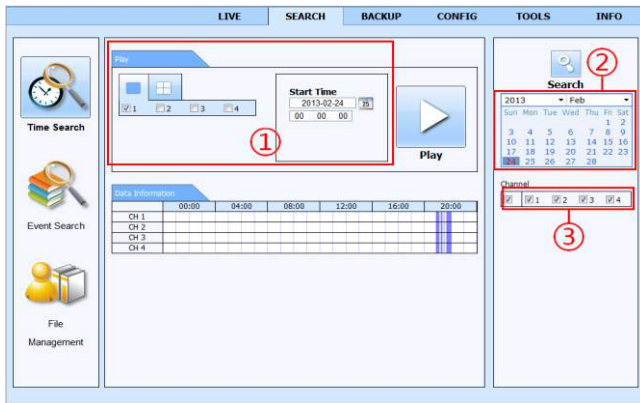 LIVE SEARCH BACKUP CONFIG TOOLS INFO
Time Search
Event Search
File
Management
Play
1 2 3 4
Start Time
2013-02-24 15
00 00 00
Play
①
Data Information
00:00 04:00 08:00 12:00 16:00 20:00
CH 1
CH 2
CH 3
CH 4
②
Search
2013 Feb
Sun Mon Tue Wed Thu Fri Sat
1 2
3 4 5 6 7 8 9
10 11 12 13 14 15 16
17 18 19 20 21 22 23
24 25 26 27 28
Channel
1 2 3 4
③